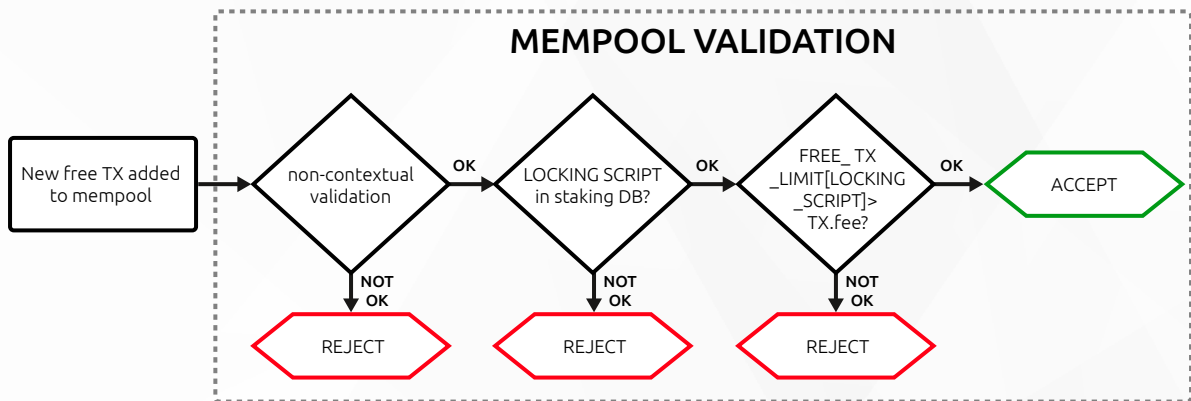 MEMPOOL VALIDATION
New free TX added
to mempool
non-contextual
validation
OK
LOCKING SCRIPT
in staking DB?
OK
FREE_ TX
_LIMIT[LOCKING
_SCRIPT]>
TX.fee?
OK
ACCEPT
NOT
OK
NOT
OK
NOT
OK
REJECT
REJECT
REJECT